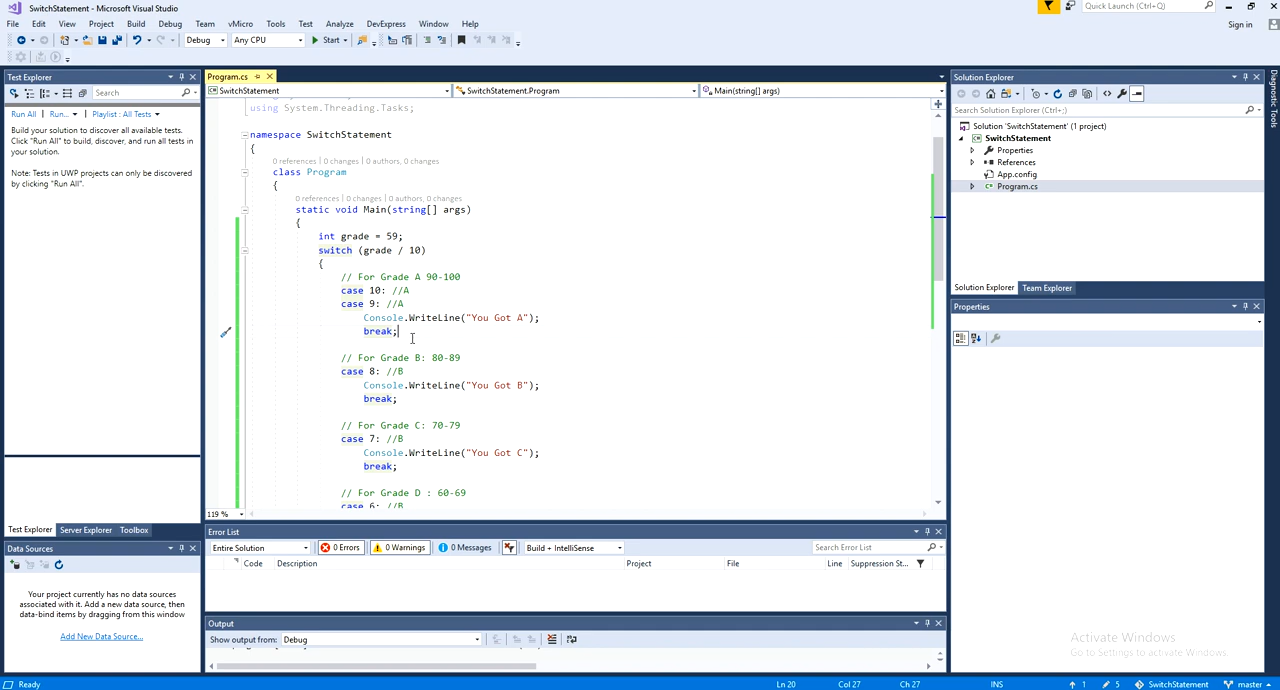 SwitchStatement - Microsoft Visual Studio
Quick Launch (Ctrl+Q)
File Edit View Project Build Debug Team vMicro Tools Test Analyze DevExpress Window Help
Sign in
Debug Any CPU Start
Test Explorer
Search
Run All Run... Playlist : All Tests
Build your solution to discover all available tests.
Click "Run All" to build, discover, and run all tests in
your solution.
Note: Tests in UWP projects can only be discovered
by clicking "Run All".
Test Explorer Server Explorer Toolbox
Data Sources
Your project currently has no data sources
associated with it. Add a new data source, then
data-bind items by dragging from this window
Add New Data Source...
Program.cs
SwitchStatement SwitchStatement.Program Main(string[] args)
using System.Threading.Tasks;
namespace SwitchStatement
{
0 references | 0 changes | 0 authors, 0 changes
class Program
{
0 references | 0 changes | 0 authors, 0 changes
static void Main(string[] args)
{
int grade = 59;
switch (grade / 10)
{
// For Grade A 90-100
case 10: //A
case 9: //A
Console.WriteLine("You Got A");
break;
// For Grade B: 80-89
case 8: //B
Console.WriteLine("You Got B");
break;
// For Grade C: 70-79
case 7: //B
Console.WriteLine("You Got C");
break;
// For Grade D : 60-69
case 6: //B
119 %
Error List
Entire Solution 0 Errors 0 Warnings 0 Messages Build + IntelliSense Search Error List
Code Description Project File Line Suppression St...
Output
Show output from: Debug
Solution Explorer
Search Solution Explorer (Ctrl+;)
Solution 'SwitchStatement' (1 project)
SwitchStatement
Properties
References
App.config
Program.cs
Solution Explorer Team Explorer
Properties
Diagnostic Tools
Activate Windows
Go to Settings to activate Windows.
Ready Ln 20 Col 27 Ch 27 INS 1 5 SwitchStatement master